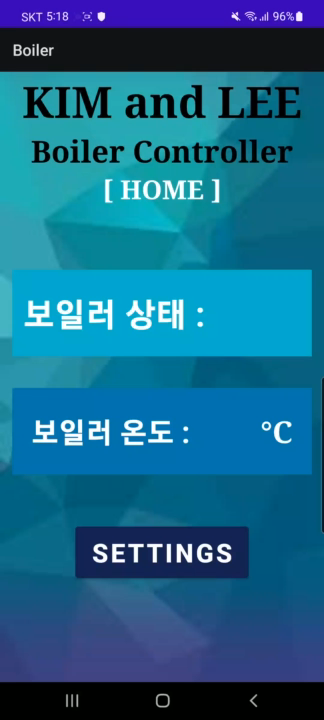 SKT 5:18 96%
Boiler
KIM and LEE
Boiler Controller
[ HOME ]
보일러 상태 :
보일러 온도 : °C
SETTINGS